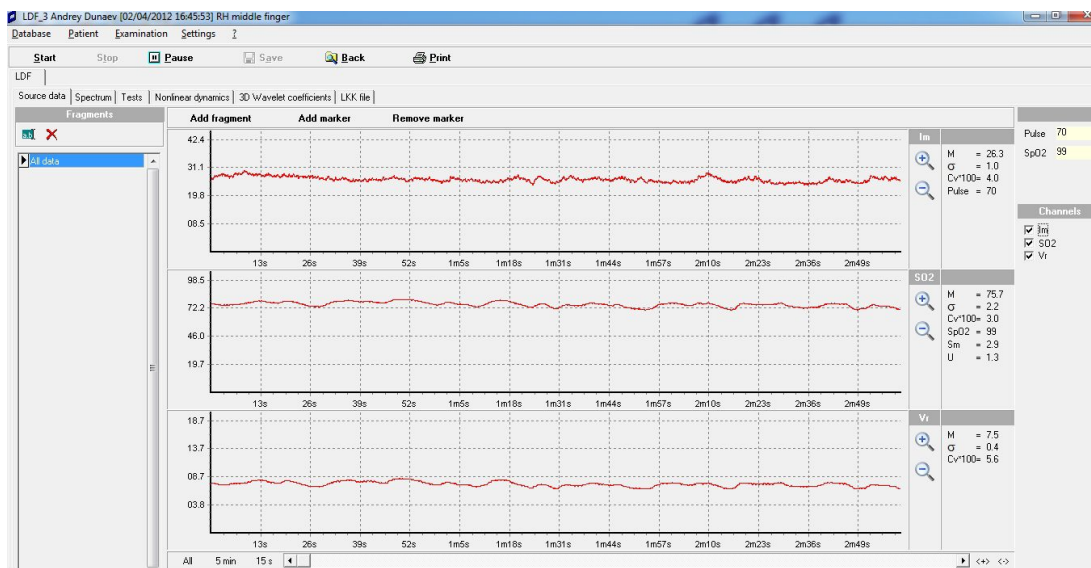 LDF_3 Andrey Dunaev [02/04/2012 16:45:53] RH middle finger
Database Patient Examination Settings ?
Start Stop Pause Save Back Print
LDF
Source data Spectrum Tests Nonlinear dynamics 3D Wavelet coefficients LKK file
Fragments
Add fragment Add marker Remove marker
All data
42.4
31.1
19.8
08.5
13s 26s 39s 52s 1m5s 1m18s 1m31s 1m44s 1m57s 2m10s 2m23s 2m36s 2m49s
Im
M = 26.3
σ = 1.0
Cv*100= 4.0
Pulse = 70
98.5
72.2
46.0
19.7
13s 26s 39s 52s 1m5s 1m18s 1m31s 1m44s 1m57s 2m10s 2m23s 2m36s 2m49s
SO2
M = 75.7
σ = 2.2
Cv*100= 3.0
SpO2 = 99
Sm = 2.9
U = 1.3
18.7
13.7
08.7
03.8
13s 26s 39s 52s 1m5s 1m18s 1m31s 1m44s 1m57s 2m10s 2m23s 2m36s 2m49s
Vr
M = 7.5
σ = 0.4
Cv*100= 5.6
All 5 min 15 s <+> <->
Pulse 70
SpO2 99
Channels
Im
SO2
Vr